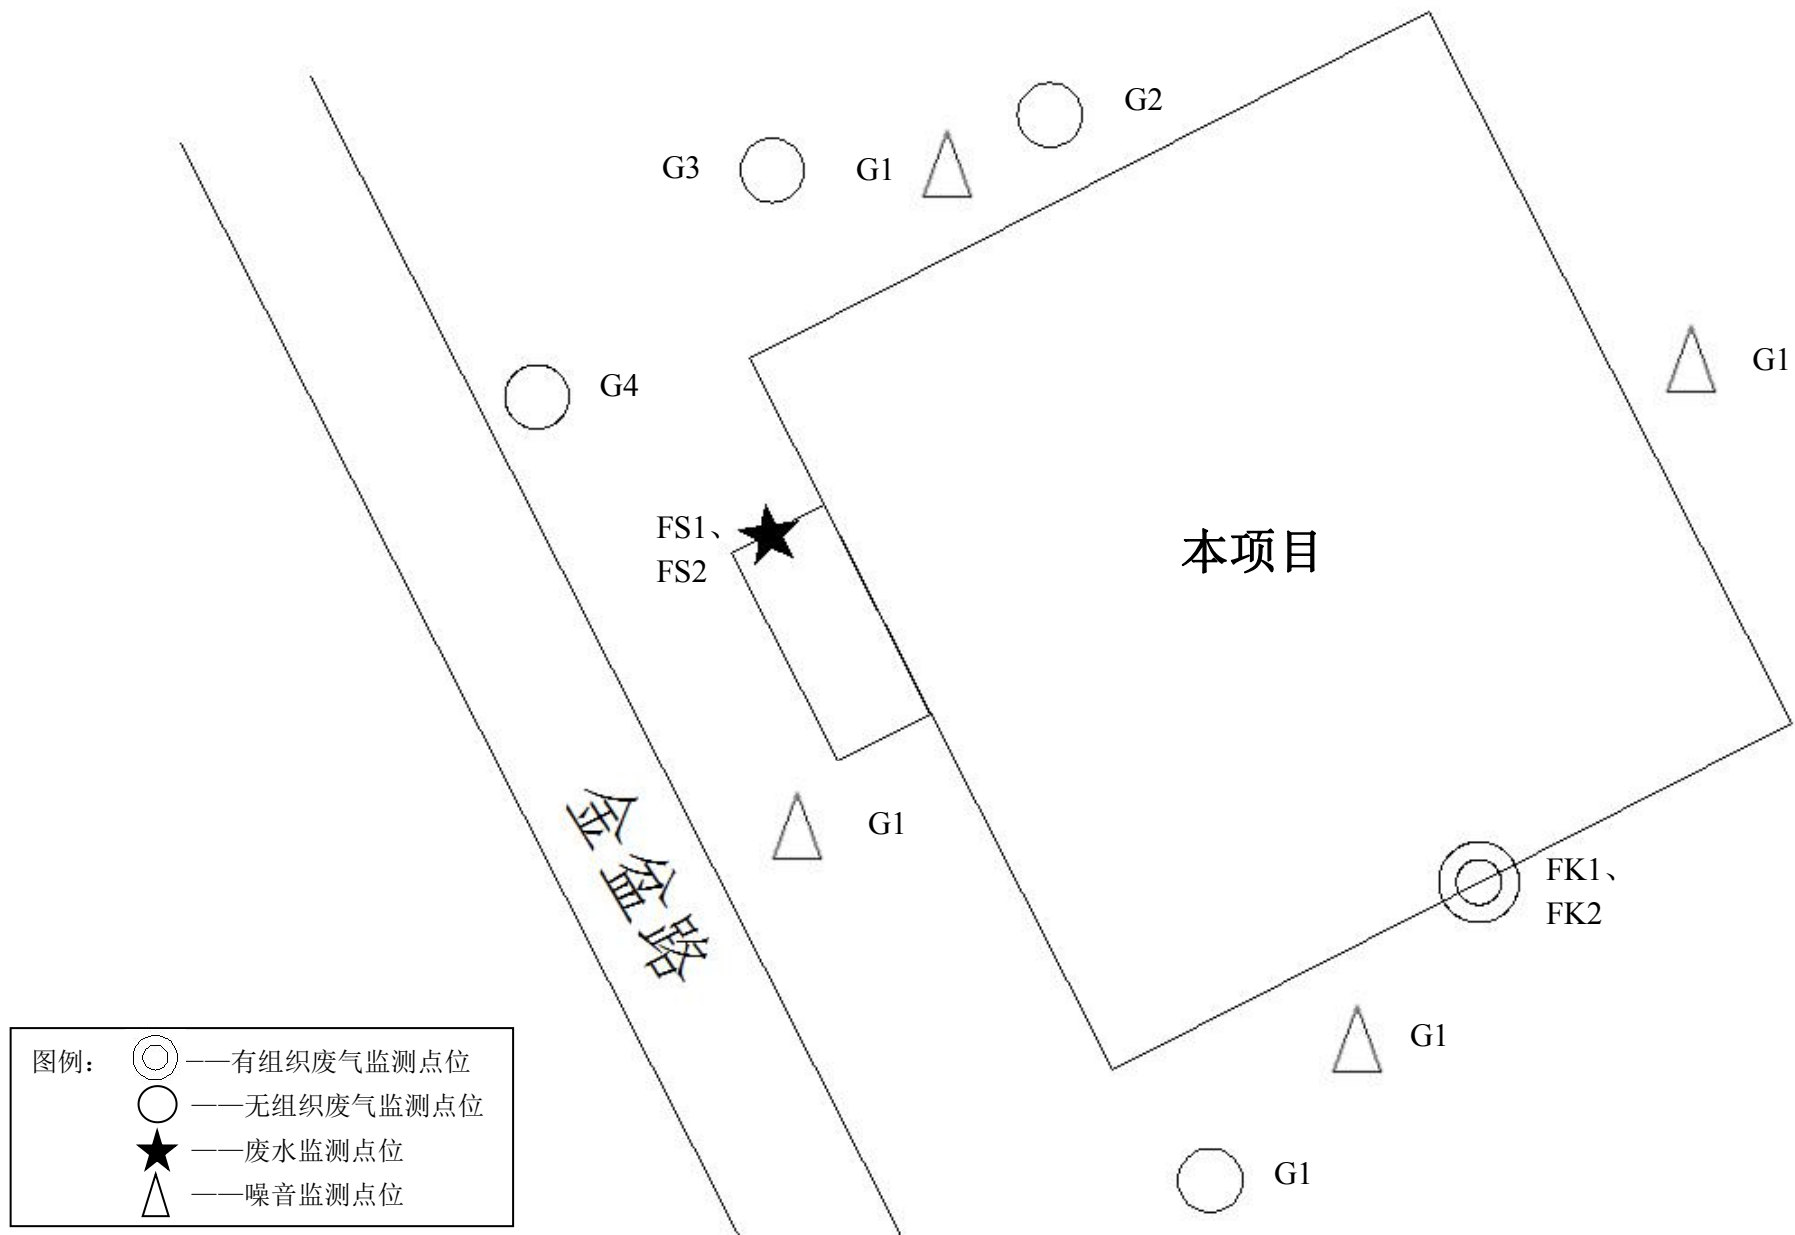 G2
G3
G1
G1
G4
FS1、
FS2
本项目
G1
金盆路
FK1、
FK2
G1
G1
图例：
——有组织废气监测点位
——无组织废气监测点位
——废水监测点位
——噪音监测点位